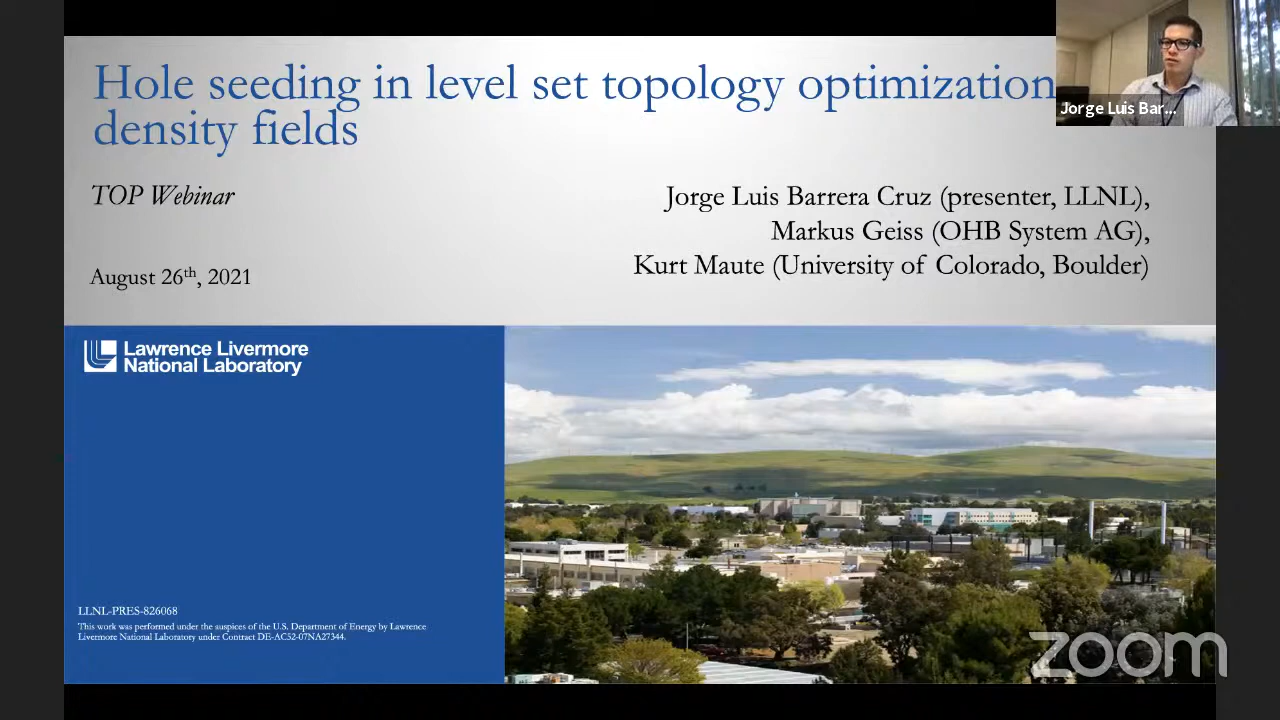 Hole seeding in level set topology optimization
density fields
TOP Webinar
August 26th, 2021
Jorge Luis Barrera Cruz (presenter, LLNL),
Markus Geiss (OHB System AG),
Kurt Maute (University of Colorado, Boulder)
Jorge Luis Bar...
Lawrence Livermore
National Laboratory
LLNL-PRES-826068
This work was performed under the auspices of the U.S. Department of Energy by Lawrence
Livermore National Laboratory under Contract DE-AC52-07NA27344.
zoom